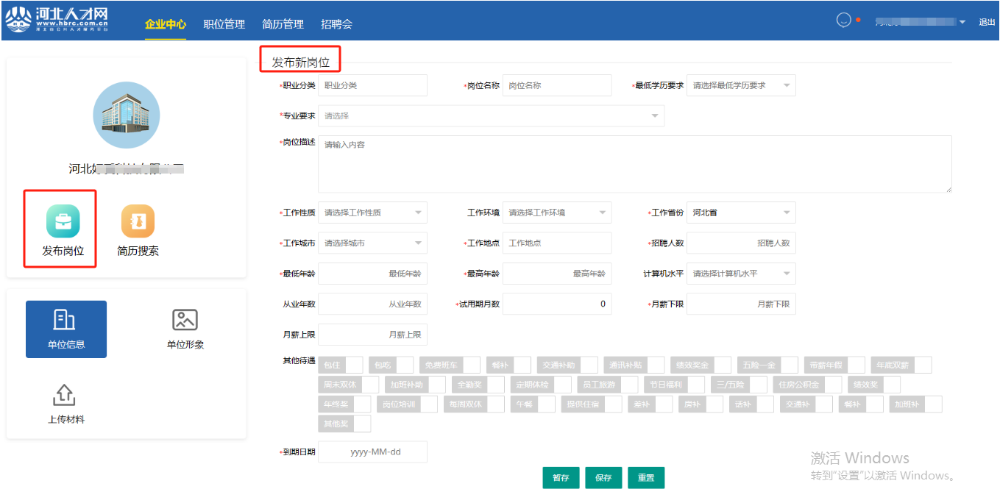 河北人才网
www.hbrc.com.cn
企业中心 职位管理 简历管理 招聘会 退出
发布新岗位
*职业分类 职业分类 *岗位名称 岗位名称 *最低学历要求 请选择最低学历要求
*专业要求 请选择
*岗位描述 请输入内容
河北
发布岗位 简历搜索
*工作性质 请选择工作性质 工作环境 请选择工作环境 *工作省份 河北省
*工作城市 请选择城市 *工作地点 工作地点 *招聘人数 招聘人数
*最低年龄 最低年龄 *最高年龄 最高年龄 计算机水平 请选择计算机水平
从业年数 从业年数 *试用期月数 0 *月薪下限 月薪下限
月薪上限 月薪上限
单位信息 单位形象
上传材料
其他待遇 包住 包吃 免费班车 餐补 交通补助 通讯补贴 绩效奖金 五险一金 带薪年假 年底双薪
周末双休 加班补助 全勤奖 定期体检 员工旅游 节日福利 三/五险 住房公积金 绩效奖
年终奖 岗位培训 每周双休 午餐 提供住宿 差补 房补 话补 交通补 餐补 加班补
其他奖
*到期日期 yyyy-MM-dd
暂存 保存 重置
激活 Windows
转到"设置"以激活 Windows。